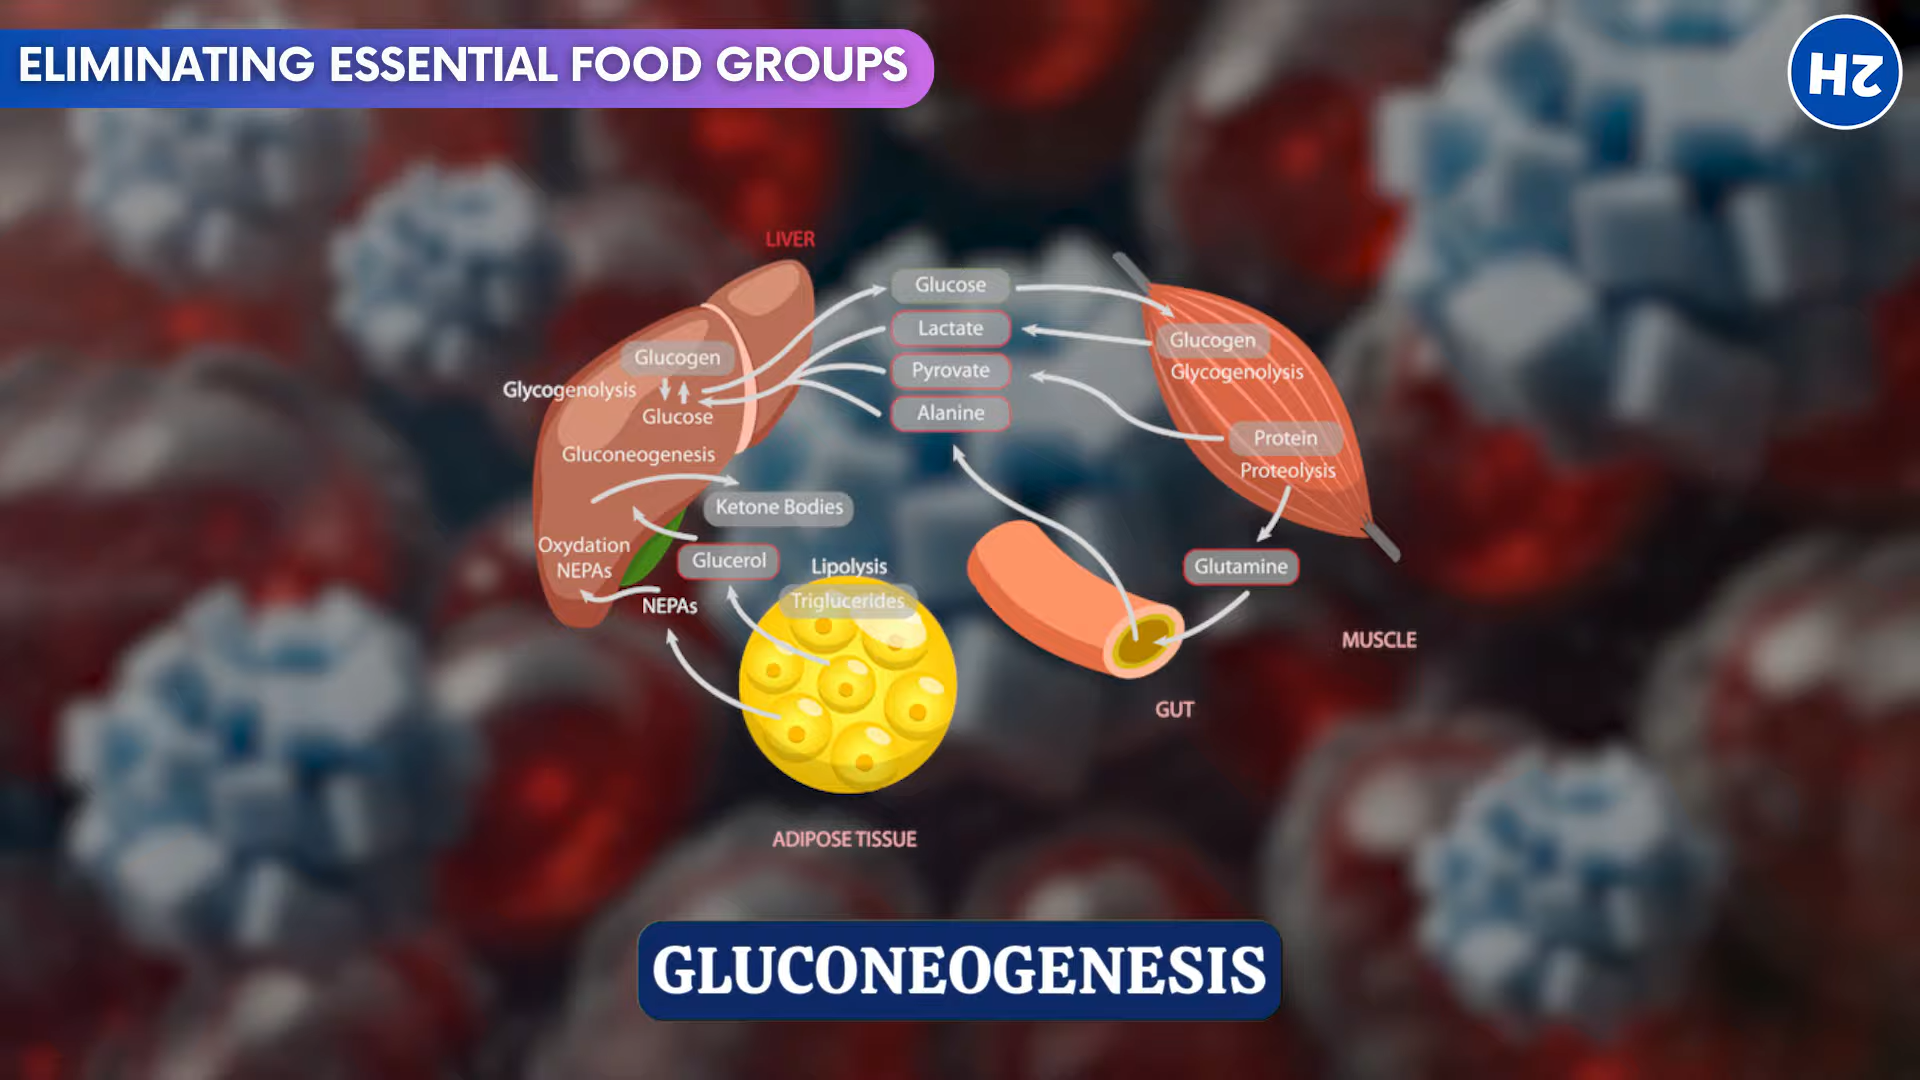 ELIMINATING ESSENTIAL FOOD GROUPS
HZ
LIVER
Glucose
Lactate
Pyrovate
Alanine
Glucogen
Glycogenolysis
Glucose
Gluconeogenesis
Ketone Bodies
Oxydation
NEPAs
Glucerol
NEPAs
Lipolysis
Triglucerides
ADIPOSE TISSUE
Glucogen
Glycogenolysis
Protein
Proteolysis
Glutamine
MUSCLE
GUT
GLUCONEOGENESIS